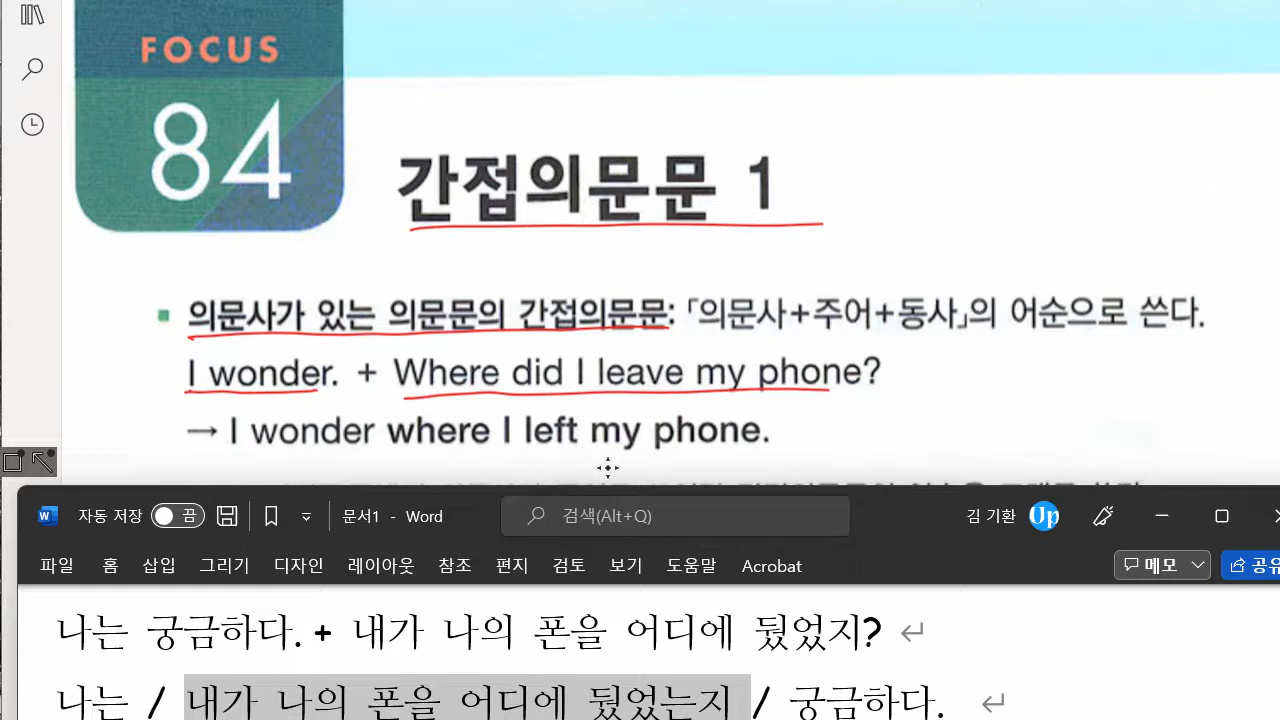 FOCUS
84
간접의문문 1
의문사가 있는 의문문의 간접의문문: 「의문사+주어+동사」의 어순으로 쓴다.
I wonder. + Where did I leave my phone?
→ I wonder where I left my phone.
자동 저장 끔 문서1 - Word 검색(Alt+Q) 김 기환 Up
파일 홈 삽입 그리기 디자인 레이아웃 참조 편지 검토 보기 도움말 Acrobat 메모 공유
나는 궁금하다. + 내가 나의 폰을 어디에 뒀었지? ↵
나는 / 내가 나의 폰을 어디에 뒀었는지 / 궁금하다. ↵